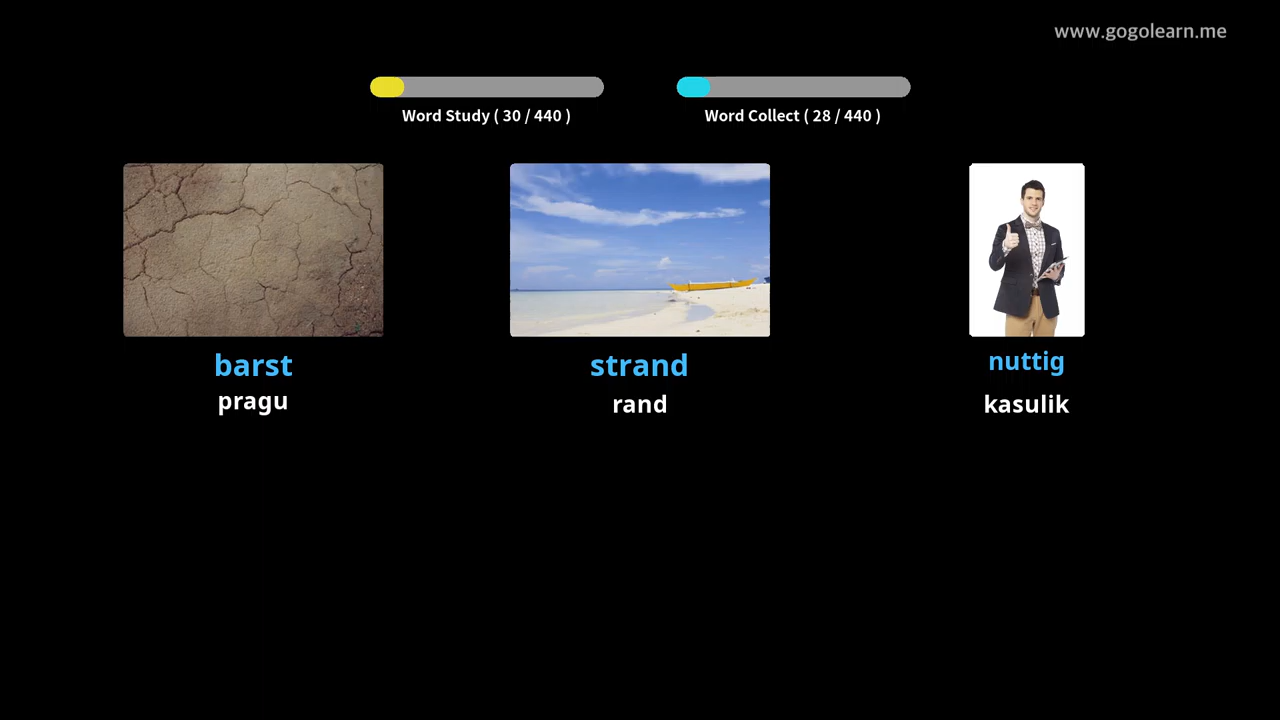 www.gogolearn.me
Word Study ( 30 / 440 )
Word Collect ( 28 / 440 )
barst
pragu
strand
rand
nuttig
kasulik